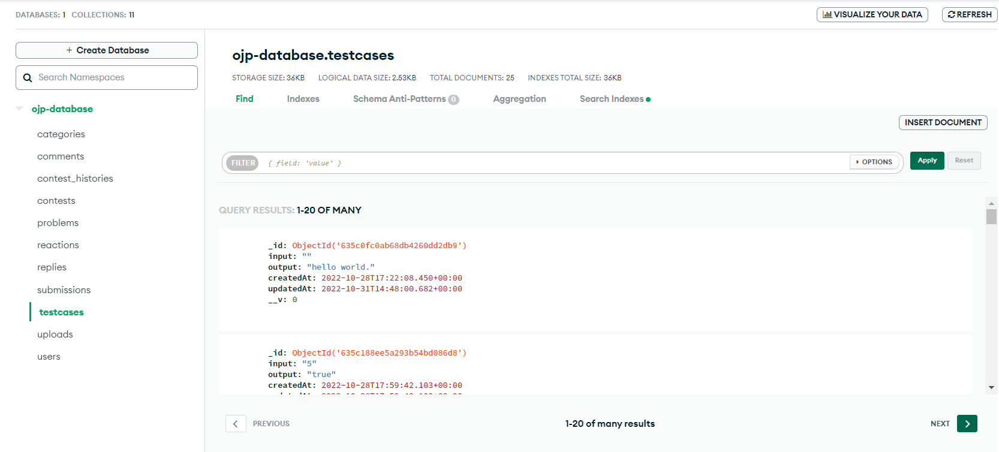 DATABASES: 1 COLLECTIONS: 11
VISUALIZE YOUR DATA
REFRESH
+ Create Database
Search Namespaces
ojp-database
categories
comments
contest_histories
contests
problems
reactions
replies
submissions
testcases
uploads
users
ojp-database.testcases
STORAGE SIZE: 36KB LOGICAL DATA SIZE: 2.53KB TOTAL DOCUMENTS: 25 INDEXES TOTAL SIZE: 36KB
Find Indexes Schema Anti-Patterns 0 Aggregation Search Indexes
INSERT DOCUMENT
FILTER { field: 'value' } OPTIONS Apply Reset
QUERY RESULTS: 1-20 OF MANY
_id: ObjectId('635c0fc0ab68db4260dd2db9')
input: ""
output: "hello world."
createdAt: 2022-10-28T17:22:08.450+00:00
updatedAt: 2022-10-31T14:48:00.682+00:00
__v: 0
_id: ObjectId('635c188ee5a293b54bd086d8')
input: "5"
output: "true"
createdAt: 2022-10-28T17:59:42.103+00:00
PREVIOUS 1-20 of many results NEXT